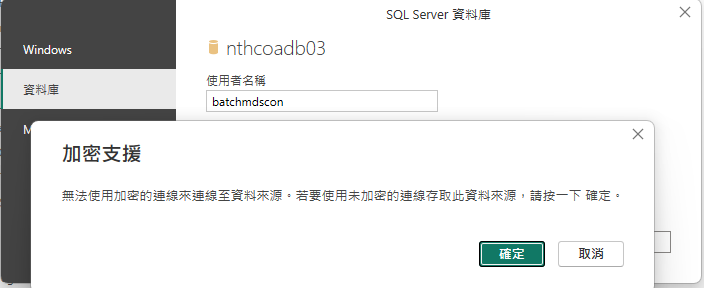 SQL Server 資料庫
Windows
nthcoadb03
資料庫
使用者名稱
batchmdscon
M
加密支援
無法使用加密的連線來連線至資料來源。若要使用未加密的連線存取此資料來源，請按一下 確定。
確定
取消